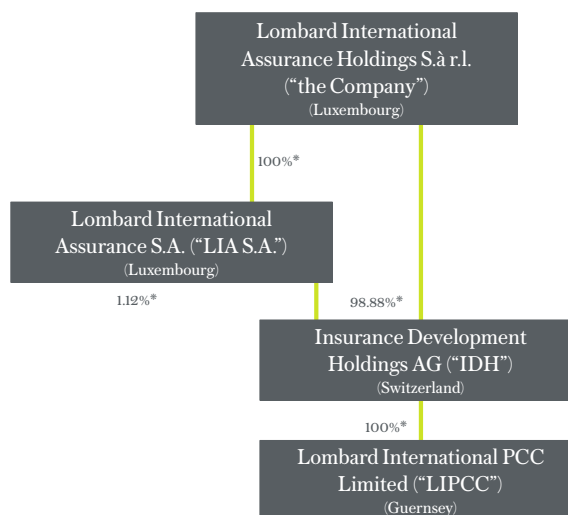 Lombard International
Assurance Holdings S.à r.l.
(“the Company”)
(Luxembourg)
100%*
Lombard International
Assurance S.A. (“LIA S.A.”)
(Luxembourg)
1.12%*
98.88%*
Insurance Development
Holdings AG (“IDH”)
(Switzerland)
100%*
Lombard International PCC
Limited (“LIPCC”)
(Guernsey)